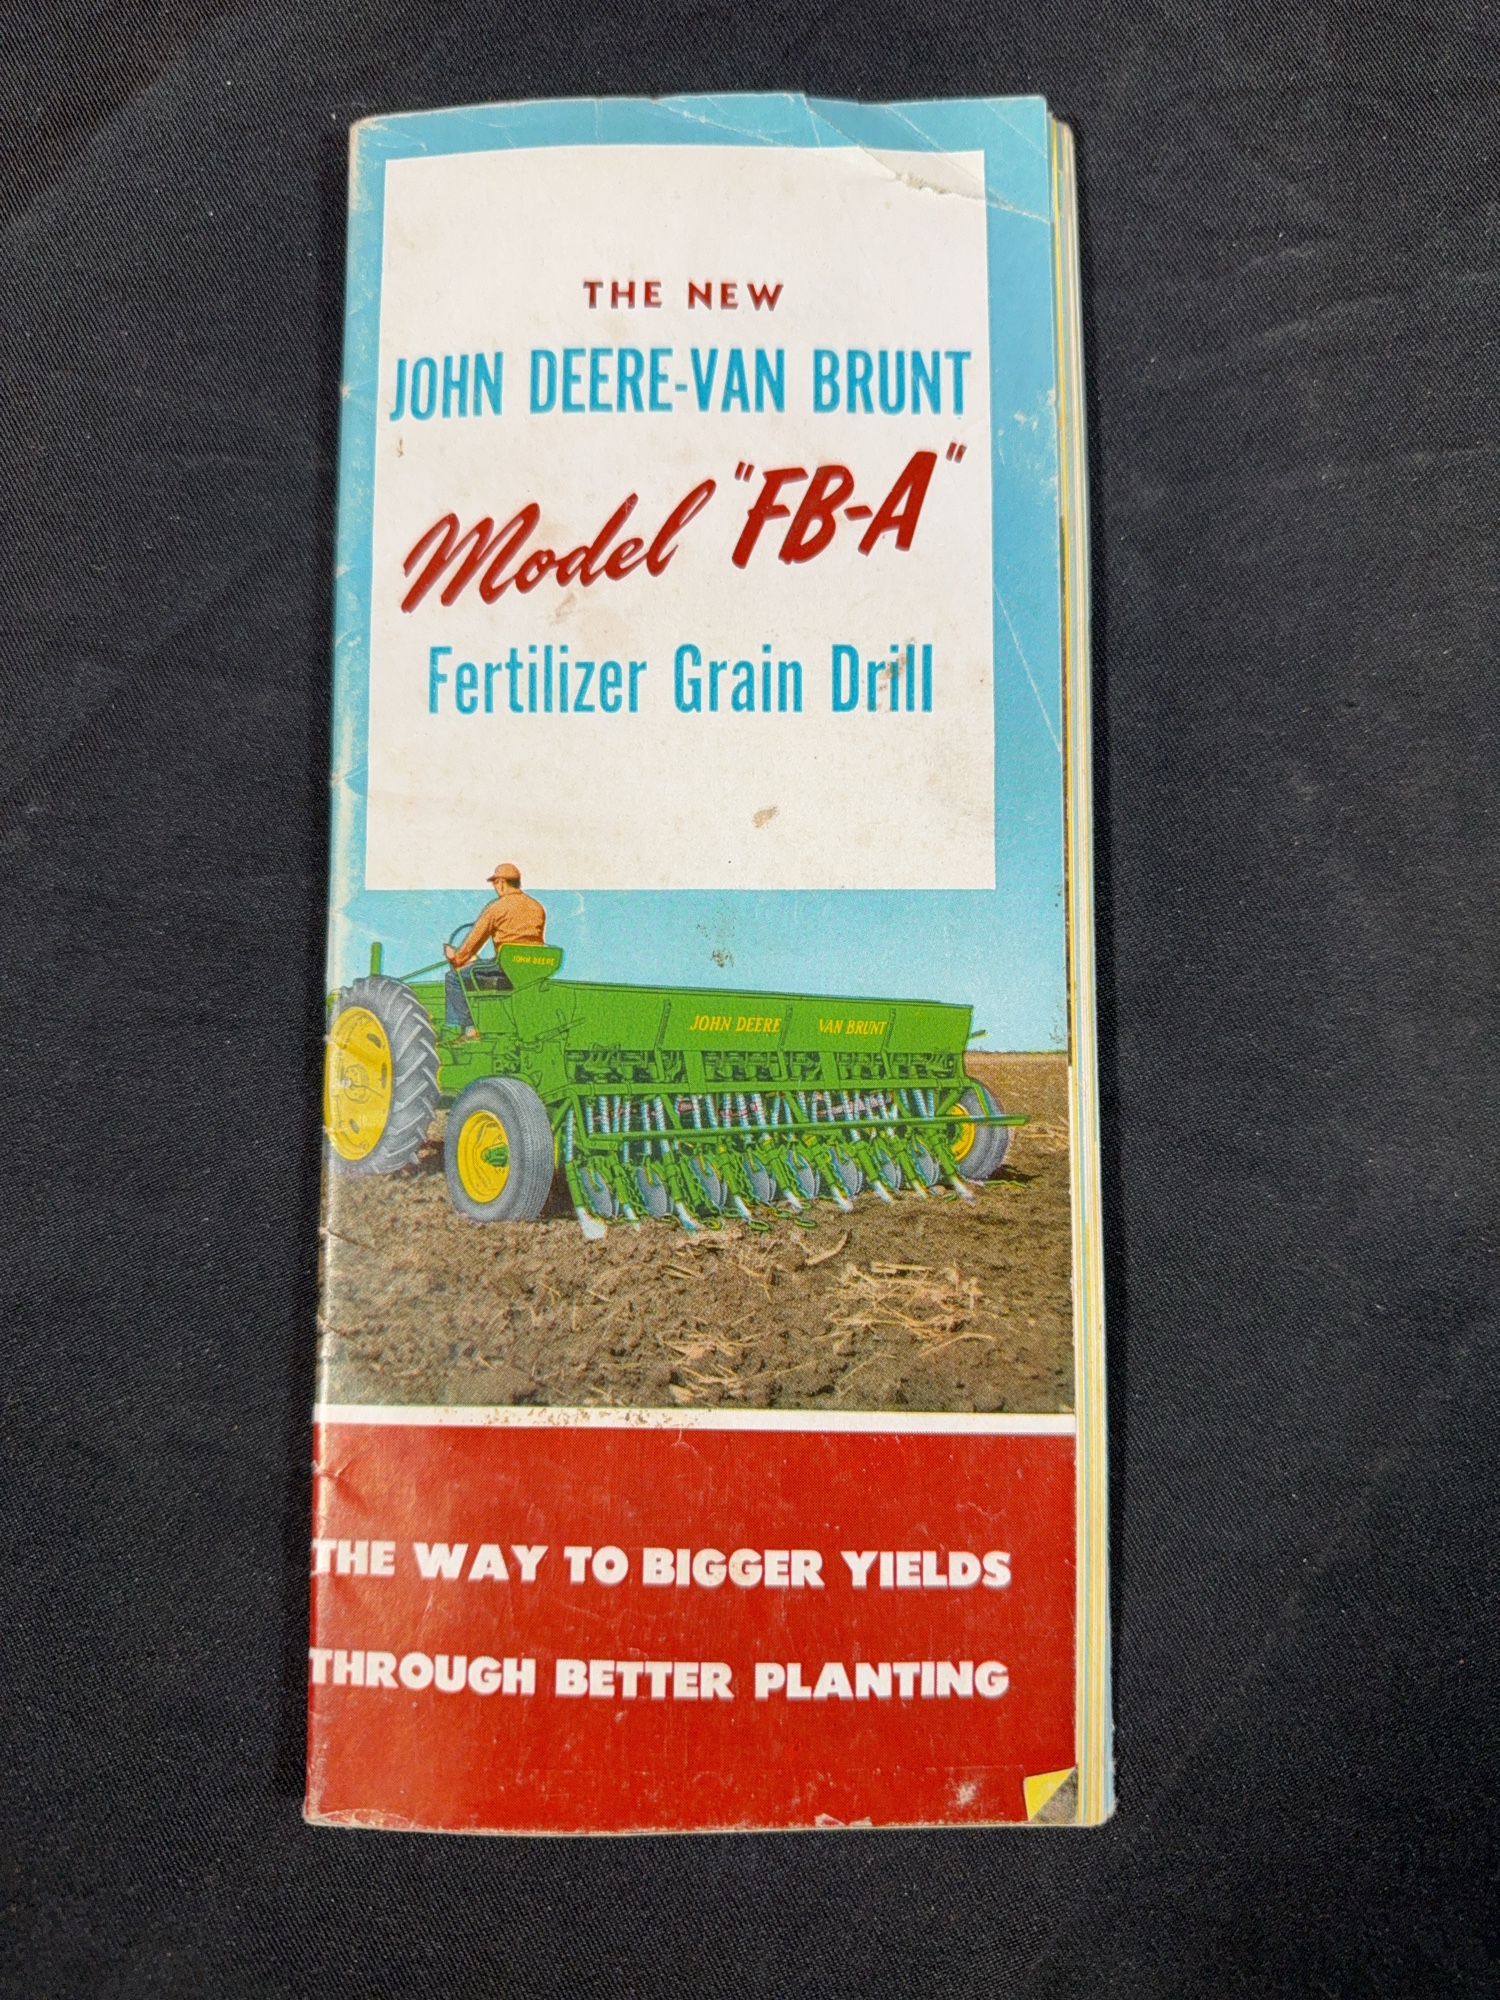 THE NEW
JOHN DEERE-VAN BRUNT
Model "FB-A"
Fertilizer Grain Drill
JOHN DEERE
JOHN DEERE VAN BRUNT
THE WAY TO BIGGER YIELDS
THROUGH BETTER PLANTING